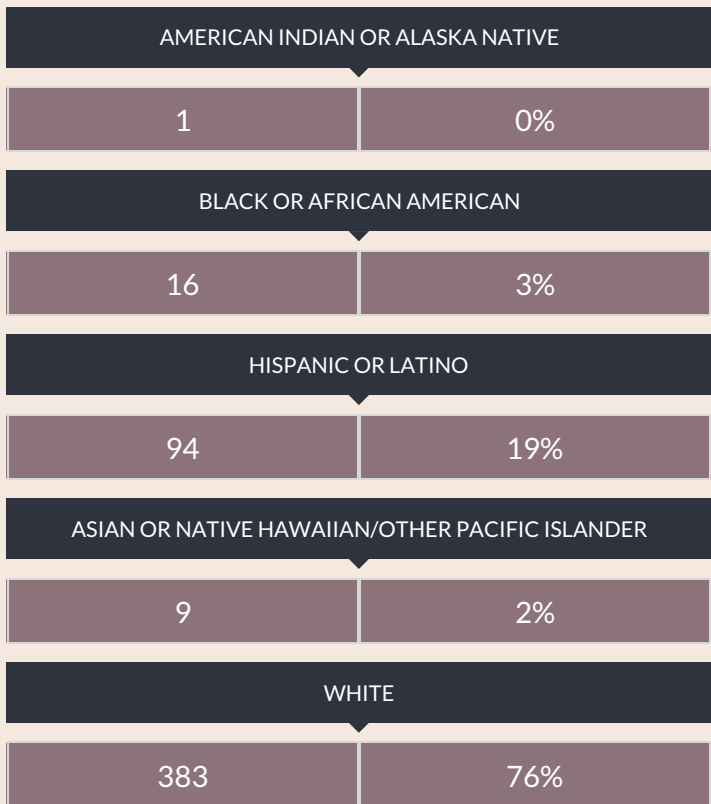 AMERICAN INDIAN OR ALASKA NATIVE
1 0%
BLACK OR AFRICAN AMERICAN
16 3%
HISPANIC OR LATINO
94 19%
ASIAN OR NATIVE HAWAIIAN/OTHER PACIFIC ISLANDER
9 2%
WHITE
383 76%